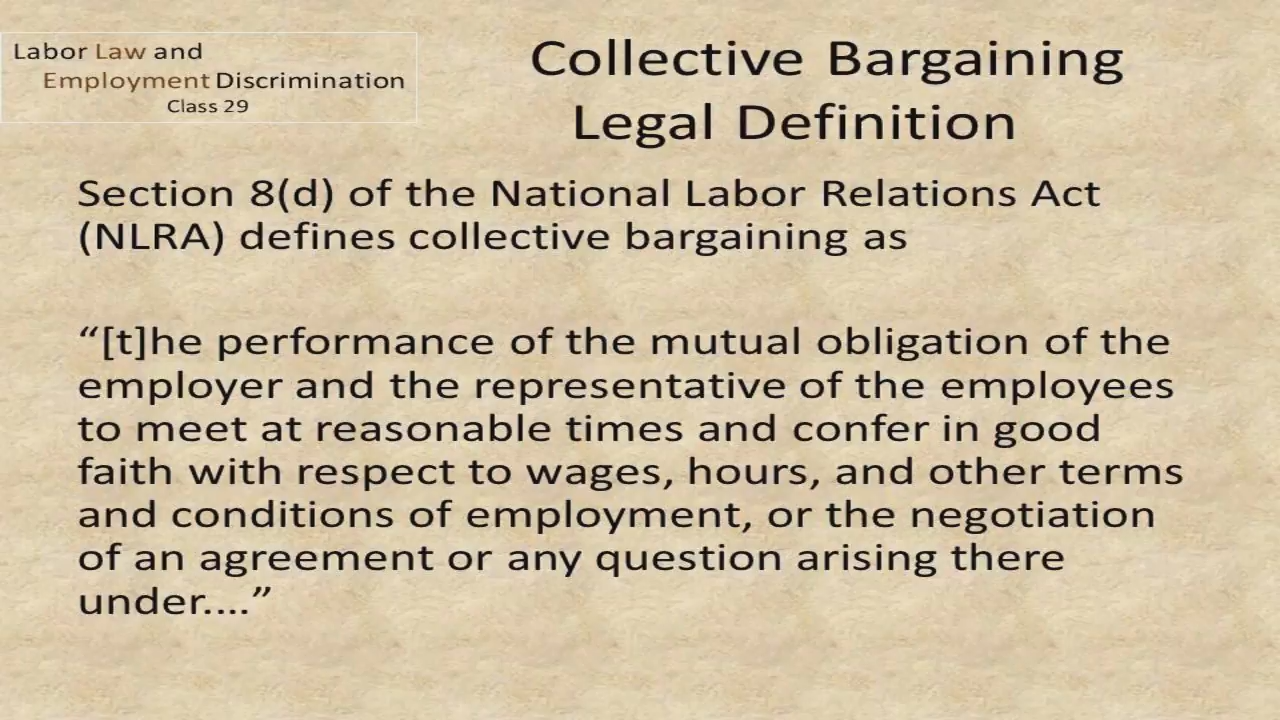 Labor Law and
Employment Discrimination
Class 29
Collective Bargaining
Legal Definition
Section 8(d) of the National Labor Relations Act
(NLRA) defines collective bargaining as
“[t]he performance of the mutual obligation of the
employer and the representative of the employees
to meet at reasonable times and confer in good
faith with respect to wages, hours, and other terms
and conditions of employment, or the negotiation
of an agreement or any question arising there
under....”